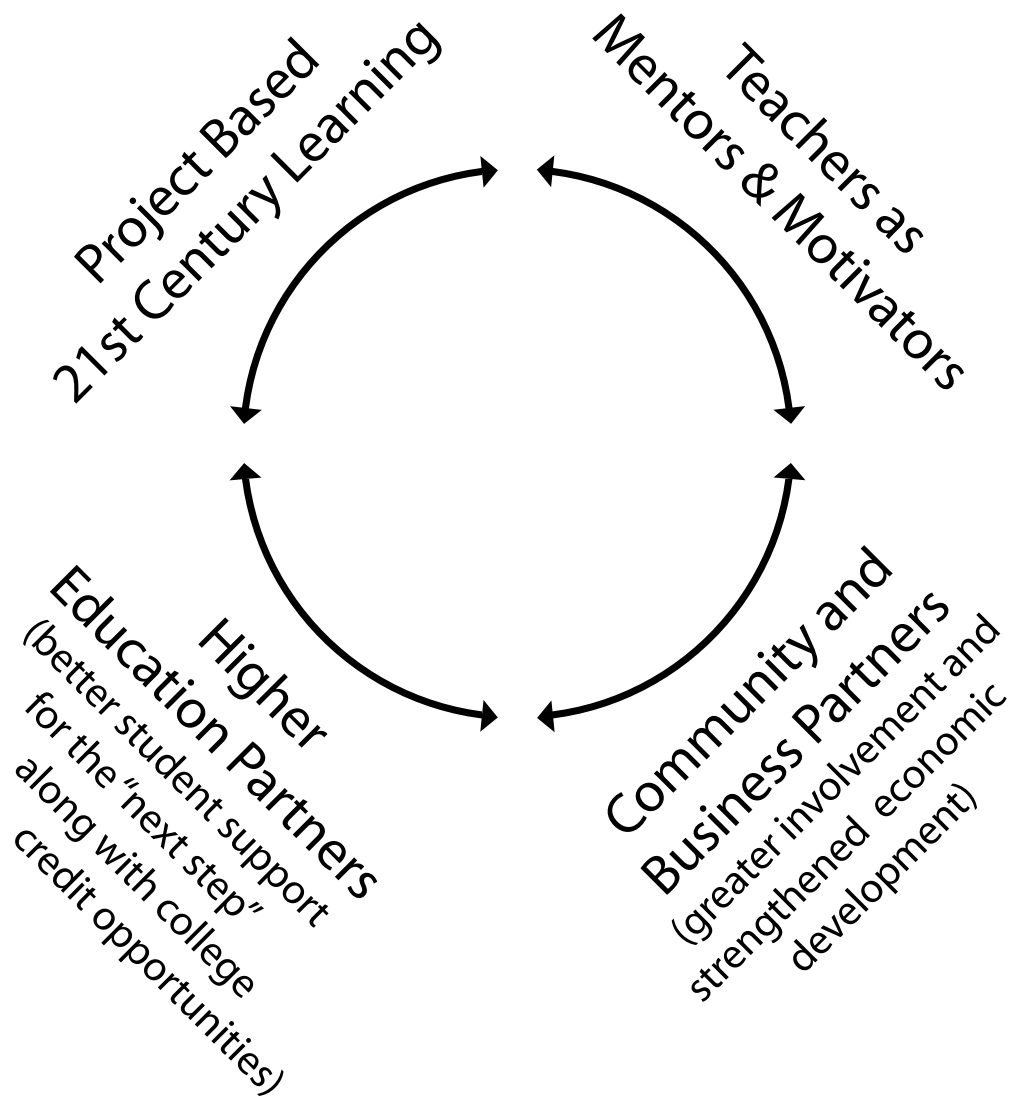 Project Based
21st Century Learning
Teachers as
Mentors & Motivators
Higher
Education Partners
(better student support
for the “next step”
along with college
credit opportunities)
Community and
Business Partners
(greater involvement and
strengthened economic
development)